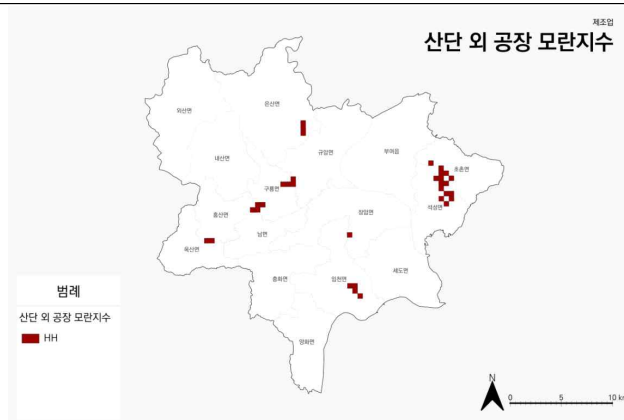 제조업
산단 외 공장 모란지수
외산면
은산면
내산면
규암면
부여읍
초촌면
구룡면
석성면
홍산면
장암면
남면
옥산면
충화면
임천면
세도면
양화면
범례
산단 외 공장 모란지수
HH
N
0 5 10 km